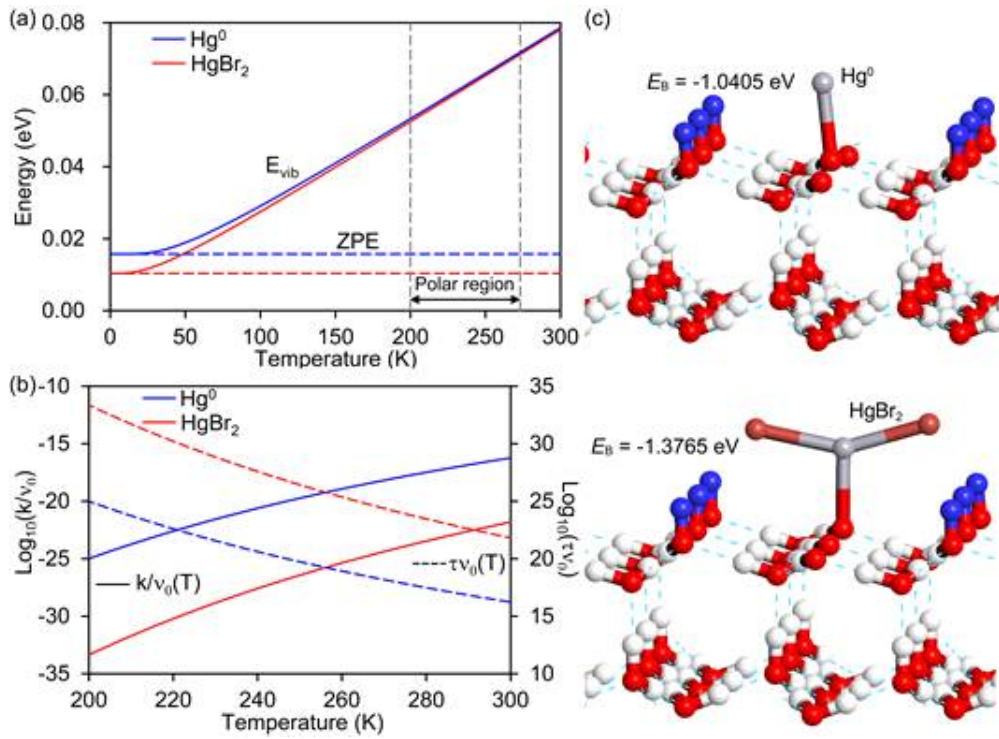 (a)
0.08
0.06
0.04
0.02
0.00
Energy (eV)
Hg⁰
HgBr₂
E_vib
ZPE
Polar region
0 50 100 150 200 250 300
Temperature (K)
(b)
-10
-15
-20
-25
-30
-35
Log₁₀(k/ν₀)
Hg⁰
HgBr₂
k/ν₀(T)
τν₀(T)
35
30
25
20
15
10
Log₁₀(τν₀)
200 220 240 260 280 300
Temperature (K)
(c)
E_B = -1.0405 eV
Hg⁰
HgBr₂
E_B = -1.3765 eV